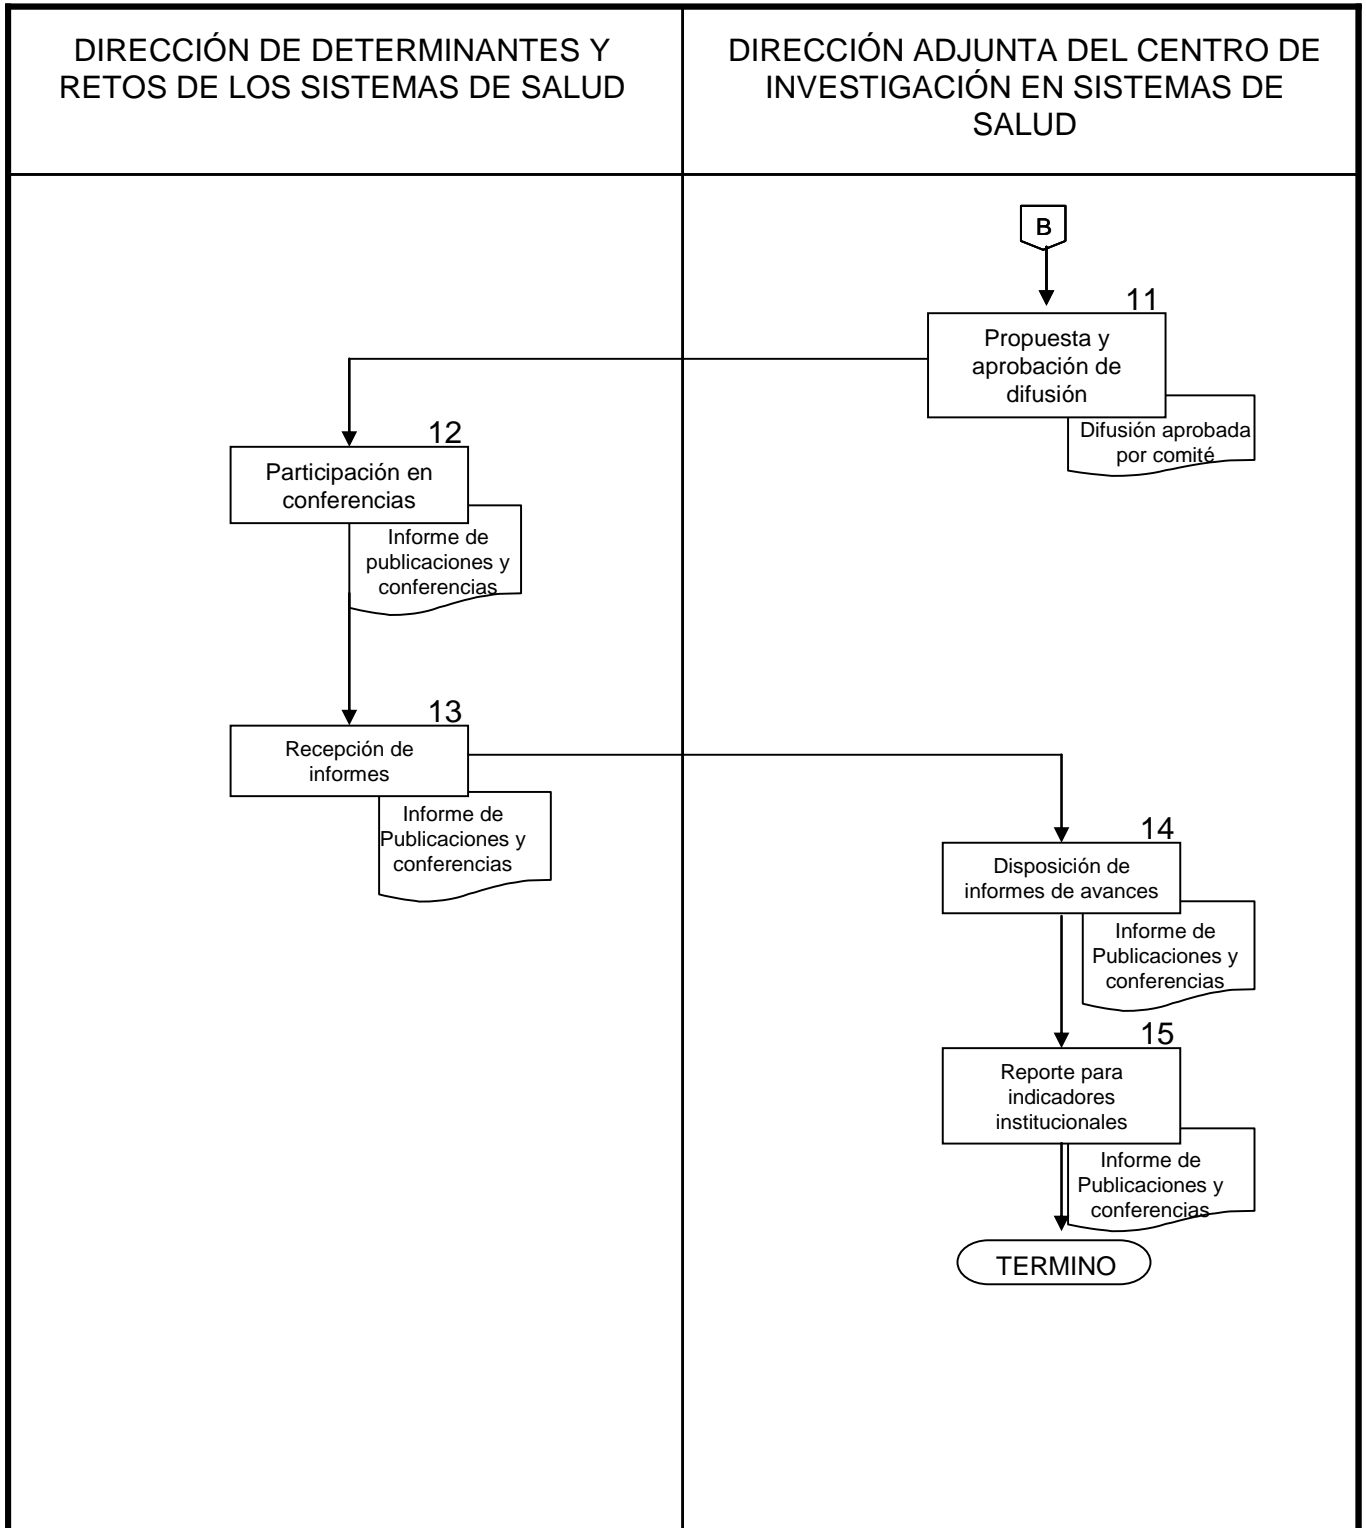 DIRECCIÓN DE DETERMINANTES Y
RETOS DE LOS SISTEMAS DE SALUD
DIRECCIÓN ADJUNTA DEL CENTRO DE
INVESTIGACIÓN EN SISTEMAS DE
SALUD
B
11
Propuesta y
aprobación de
difusión
Difusión aprobada
por comité
12
Participación en
conferencias
Informe de
publicaciones y
conferencias
13
Recepción de
informes
Informe de
Publicaciones y
conferencias
14
Disposición de
informes de avances
Informe de
Publicaciones y
conferencias
15
Reporte para
indicadores
institucionales
Informe de
Publicaciones y
conferencias
TERMINO